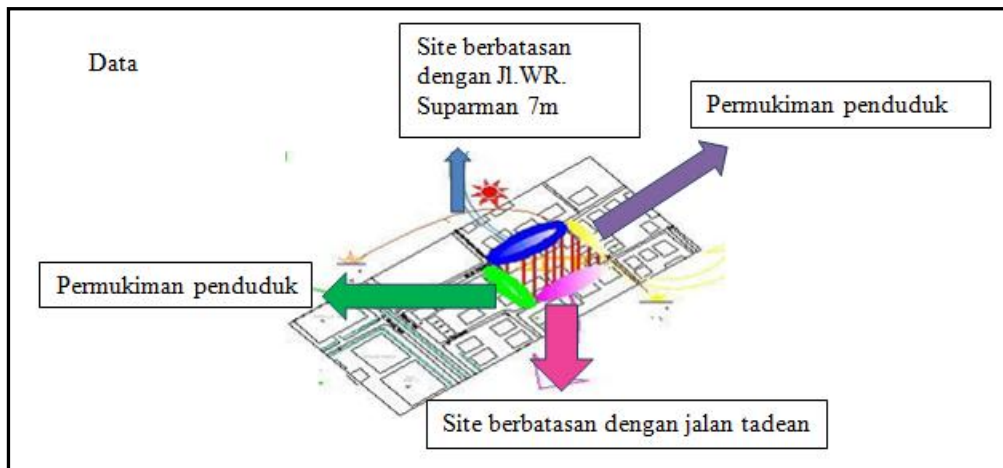 Data
Site berbatasan
dengan Jl.WR.
Suparman 7m
Permukiman penduduk
Permukiman penduduk
Site berbatasan dengan jalan tadean